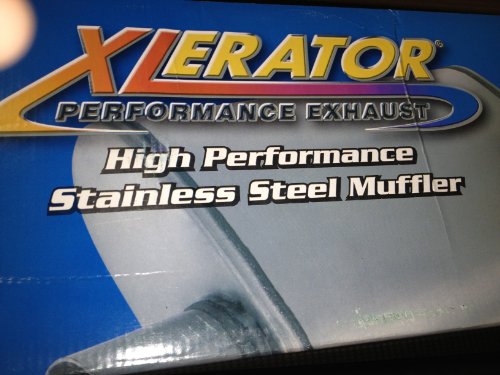 XLERATOR
PERFORMANCE EXHAUST
High Performance
Stainless Steel Muffler